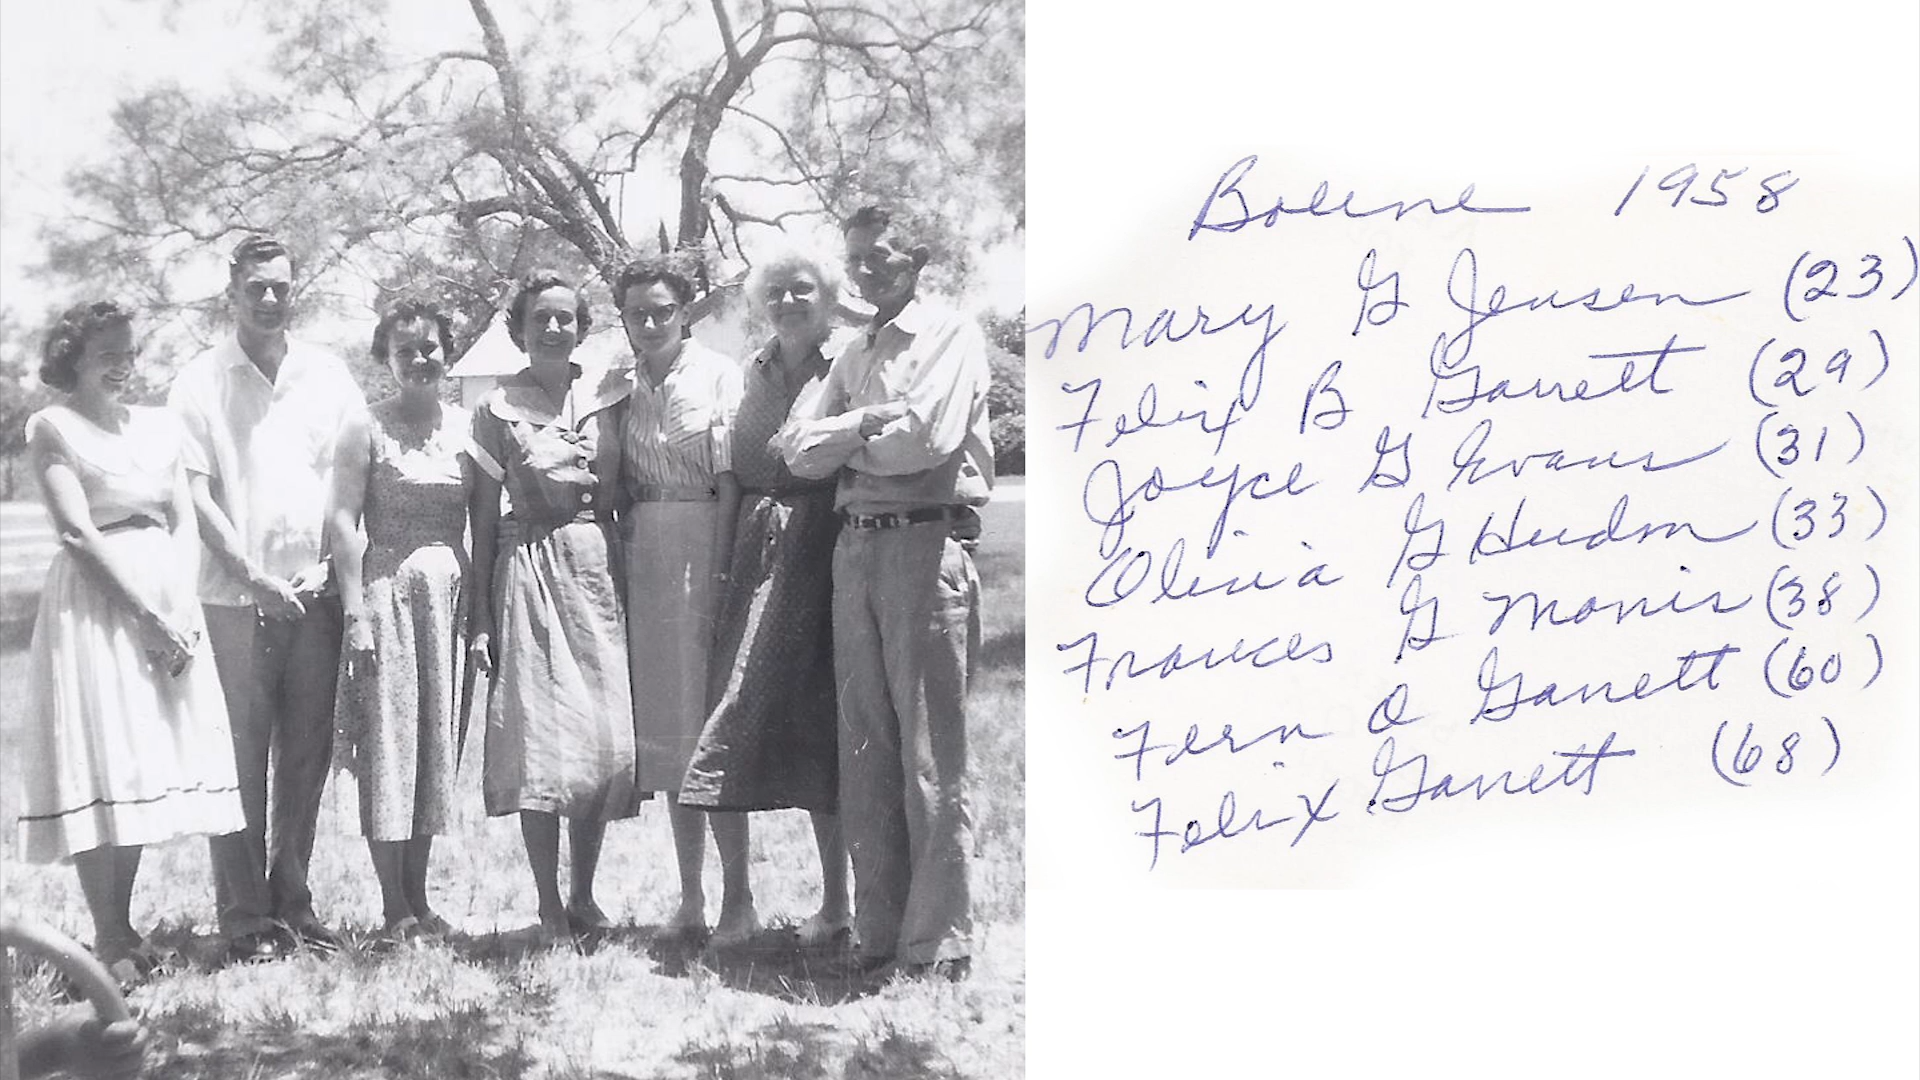 Boerne 1958
Mary G Jensen (23)
Felix B Garrett (29)
Joyce G Evans (31)
Olivia G Hudson (33)
Frances G Morris (38)
Fern O Garrett (60)
Felix Garrett (68)